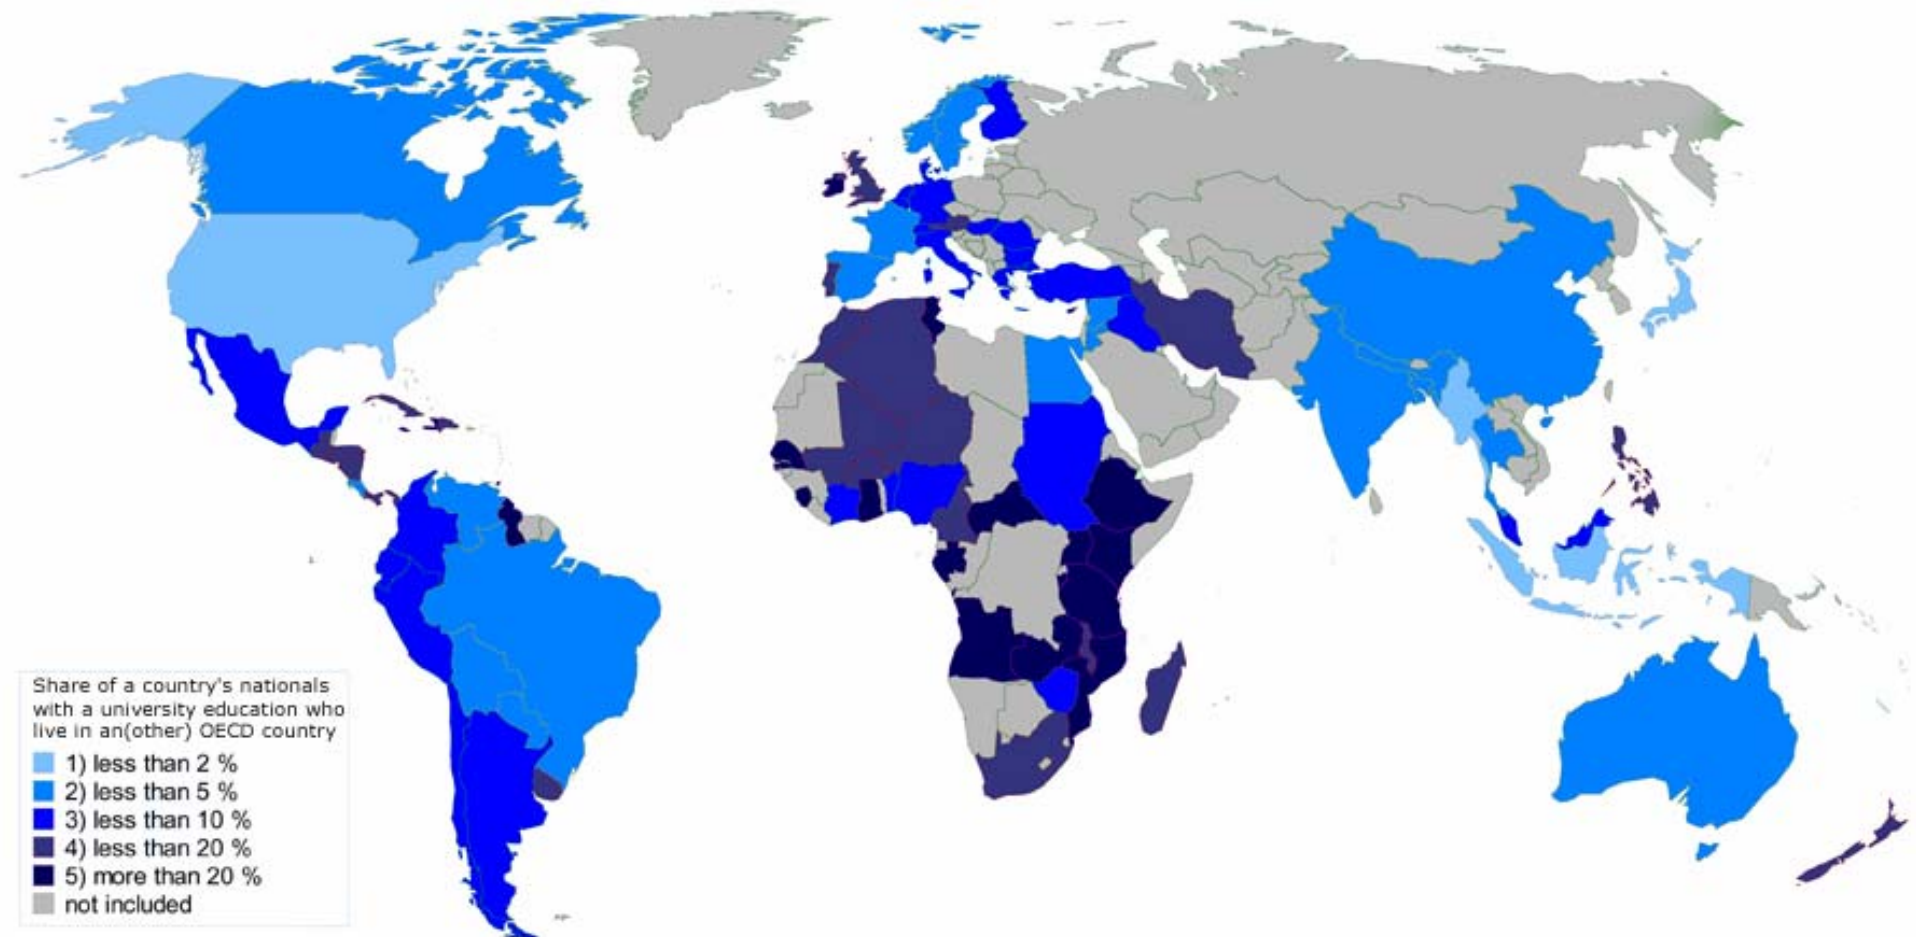 Share of a country's nationals
with a university education who
live in an(other) OECD country
1) less than 2 %
2) less than 5 %
3) less than 10 %
4) less than 20 %
5) more than 20 %
not included